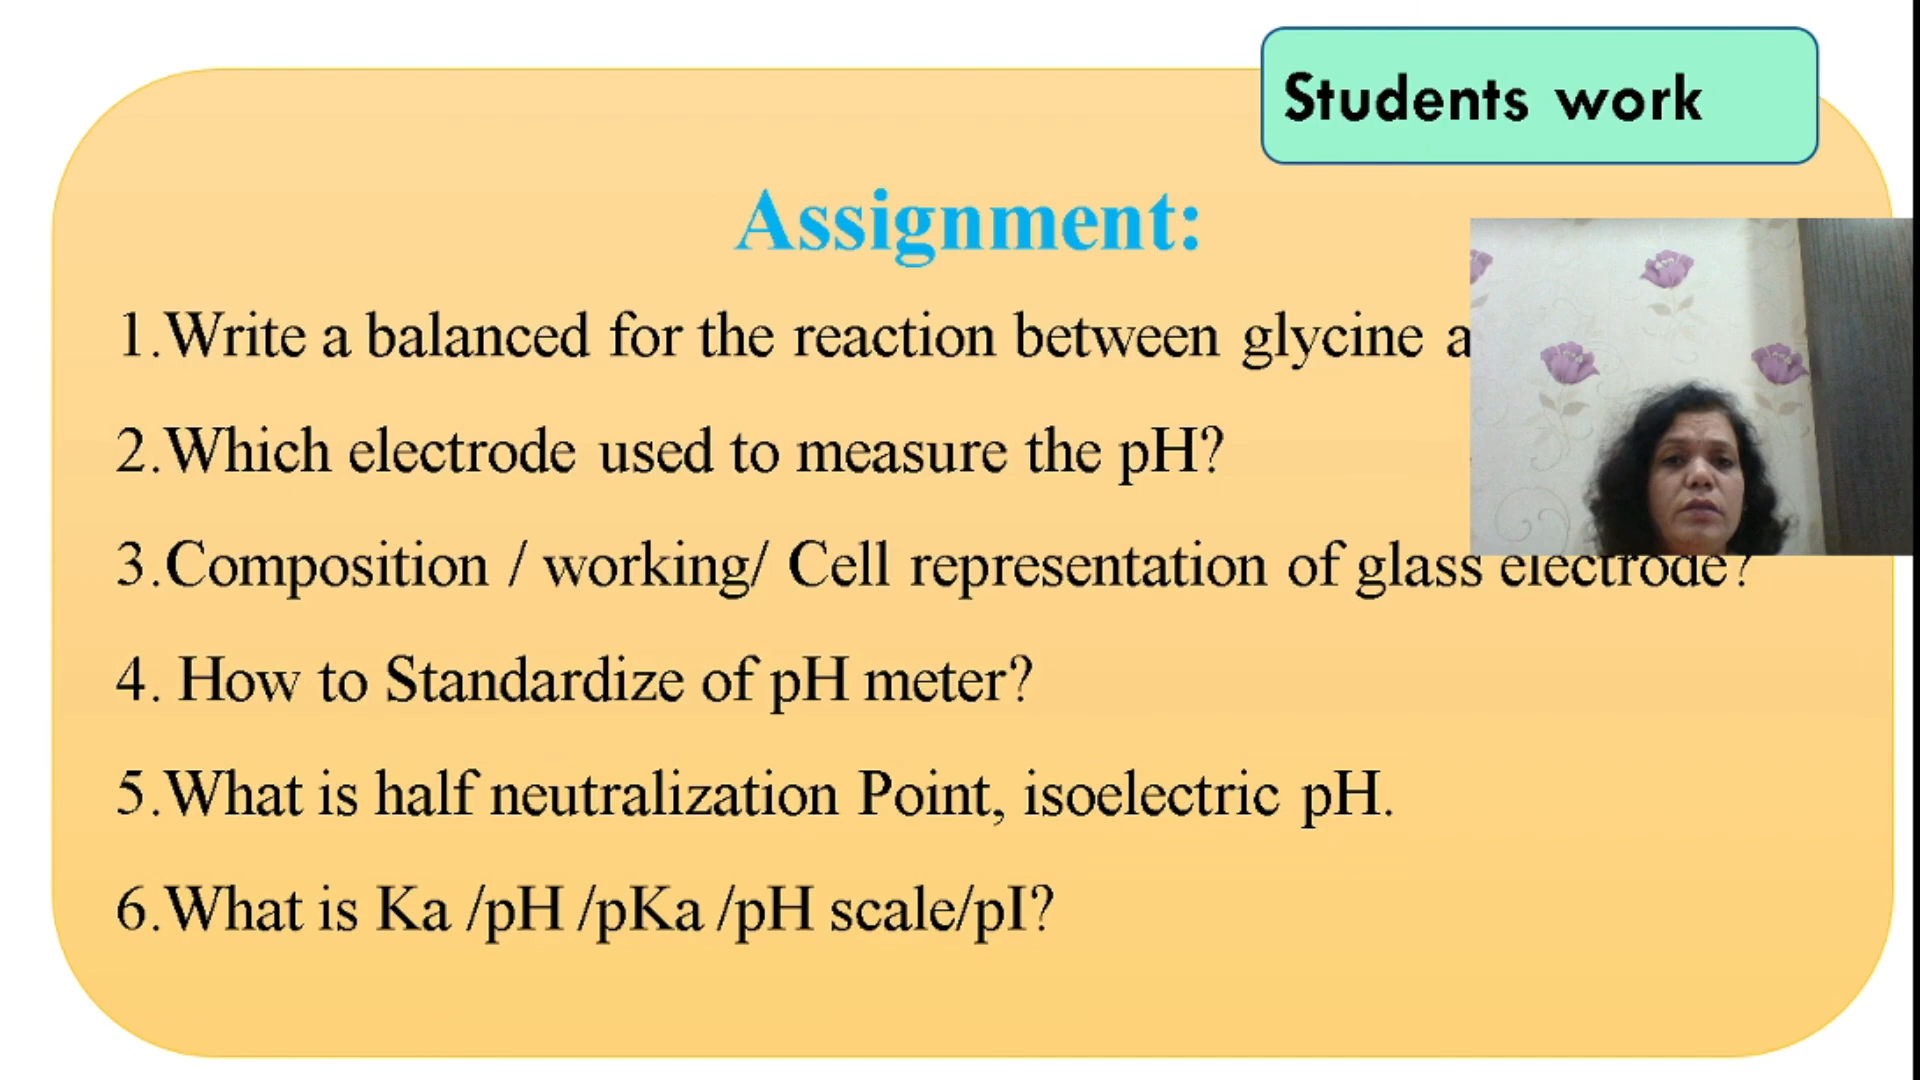 Students work
Assignment:
1.Write a balanced for the reaction between glycine
2.Which electrode used to measure the pH?
3.Composition / working/ Cell representation of glass electrode?
4. How to Standardize of pH meter?
5.What is half neutralization Point, isoelectric pH.
6.What is Ka /pH /pKa /pH scale/pI?